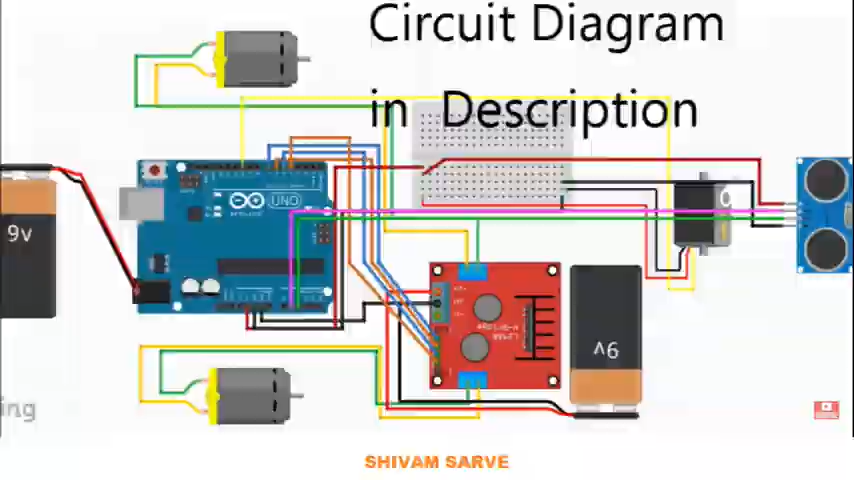 Circuit Diagram
in Description
UNO
9v
9v
ing
SHIVAM SARVE